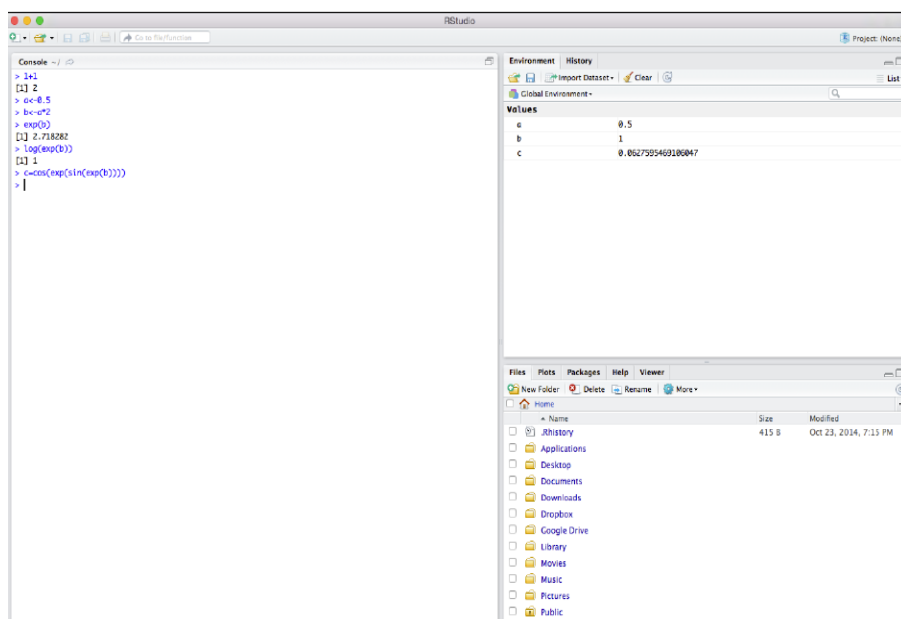 RStudio
Go to file/function
Project: (None)
Console ~/
> 1+1
[1] 2
> a<-0.5
> b<-a*2
> exp(b)
[1] 2.718282
> log(exp(b))
[1] 1
> c=cos(exp(sin(exp(b))))
>
Environment History
Import Dataset Clear List
Global Environment
Values
a 0.5
b 1
c 0.0627595469106047
Files Plots Packages Help Viewer
New Folder Delete Rename More
Home
Name Size Modified
.Rhistory 415 B Oct 23, 2014, 7:15 PM
Applications
Desktop
Documents
Downloads
Dropbox
Google Drive
Library
Movies
Music
Pictures
Public